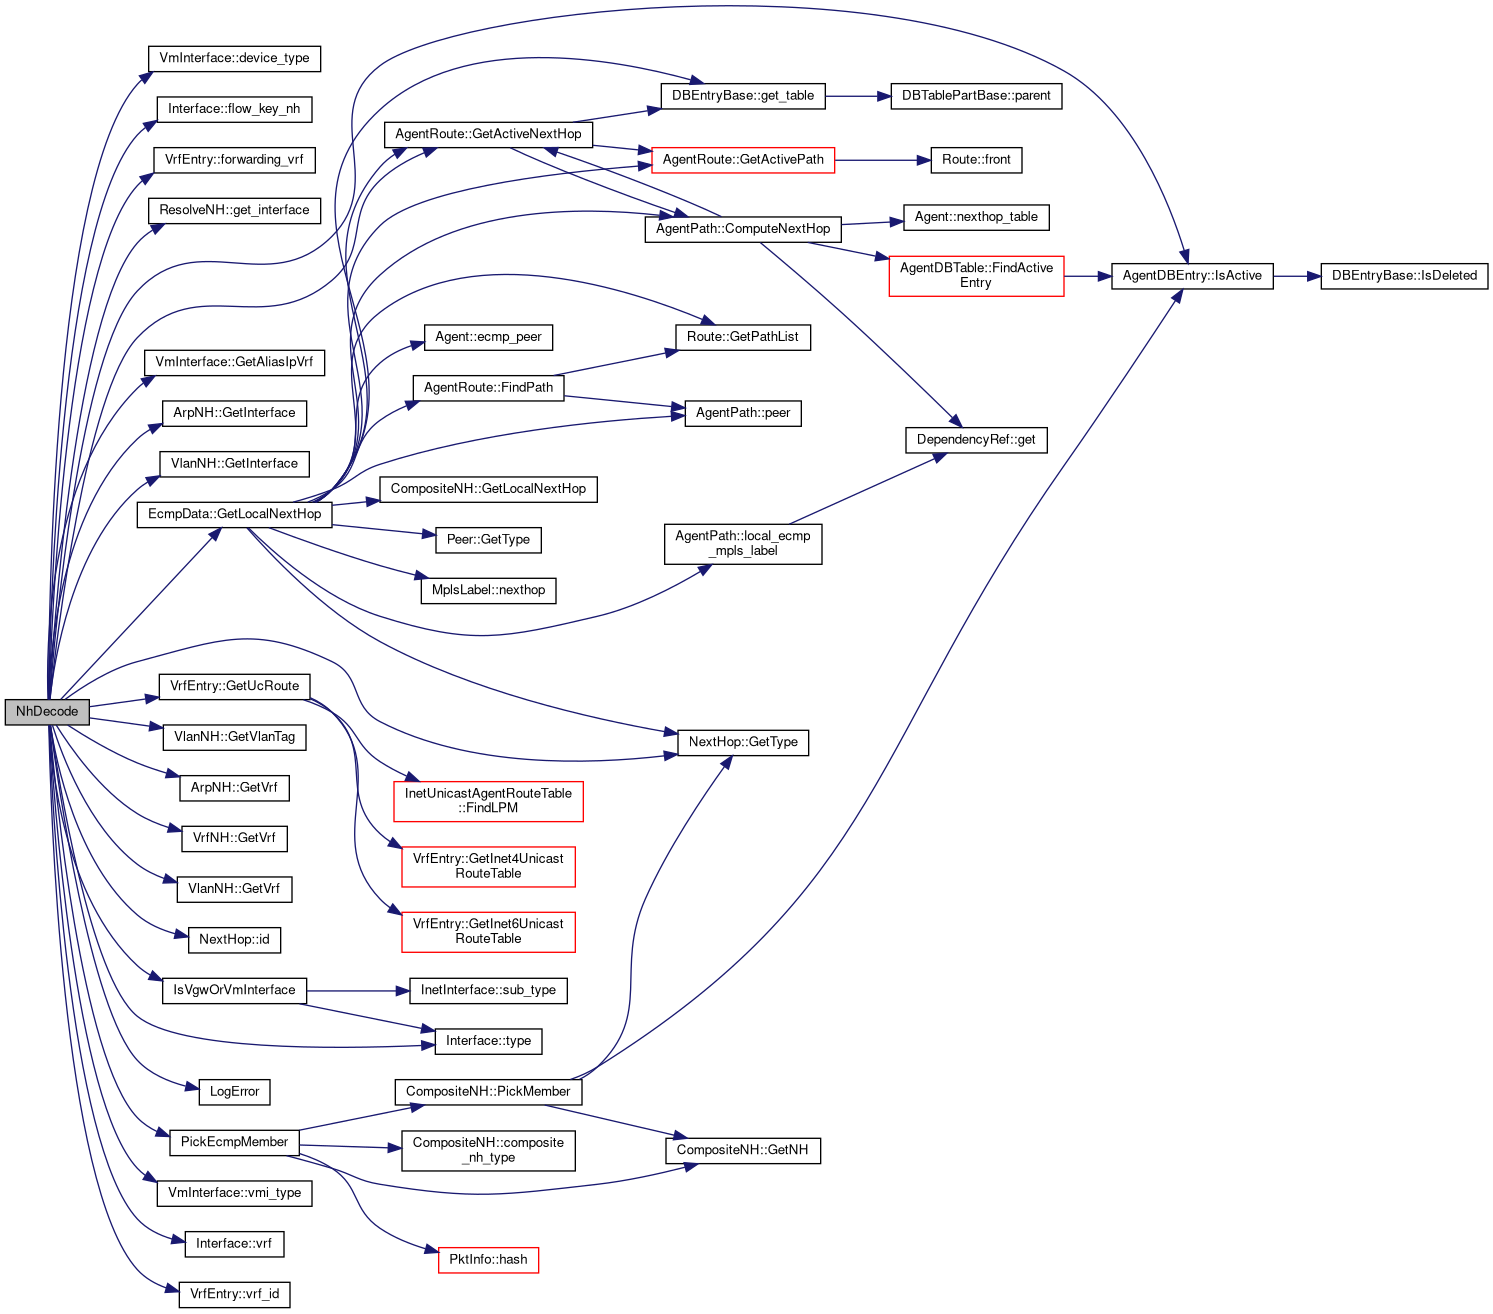 VmInterface::device_type
Interface::flow_key_nh
VrfEntry::forwarding_vrf
ResolveNH::get_interface
VmInterface::GetAliasIpVrf
ArpNH::GetInterface
VlanNH::GetInterface
EcmpData::GetLocalNextHop
NhDecode
VrfEntry::GetUcRoute
VlanNH::GetVlanTag
ArpNH::GetVrf
VrfNH::GetVrf
VlanNH::GetVrf
NextHop::id
IsVgwOrVmInterface
LogError
PickEcmpMember
VmInterface::vmi_type
Interface::vrf
VrfEntry::vrf_id
AgentRoute::GetActiveNextHop
Agent::ecmp_peer
AgentRoute::FindPath
CompositeNH::GetLocalNextHop
Peer::GetType
MplsLabel::nexthop
InetUnicastAgentRouteTable
::FindLPM
VrfEntry::GetInet4Unicast
RouteTable
VrfEntry::GetInet6Unicast
RouteTable
InetInterface::sub_type
Interface::type
CompositeNH::PickMember
CompositeNH::composite
_nh_type
PktInfo::hash
DBEntryBase::get_table
AgentRoute::GetActivePath
AgentPath::ComputeNextHop
Route::GetPathList
AgentPath::peer
AgentPath::local_ecmp
_mpls_label
NextHop::GetType
CompositeNH::GetNH
DBTablePartBase::parent
Route::front
Agent::nexthop_table
AgentDBTable::FindActive
Entry
DependencyRef::get
AgentDBEntry::IsActive
DBEntryBase::IsDeleted